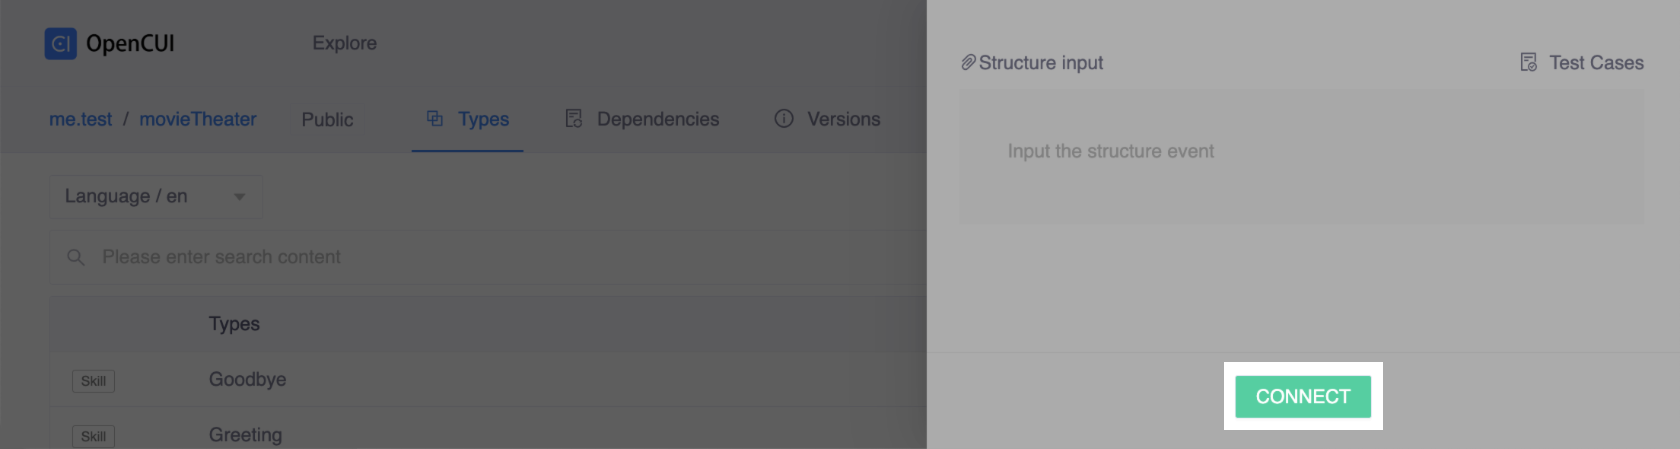 CI OpenCUI Explore
me.test / movieTheater Public Types Dependencies Versions
Language / en
Please enter search content
Types
Skill Goodbye
Skill Greeting
Structure input Test Cases
Input the structure event
CONNECT